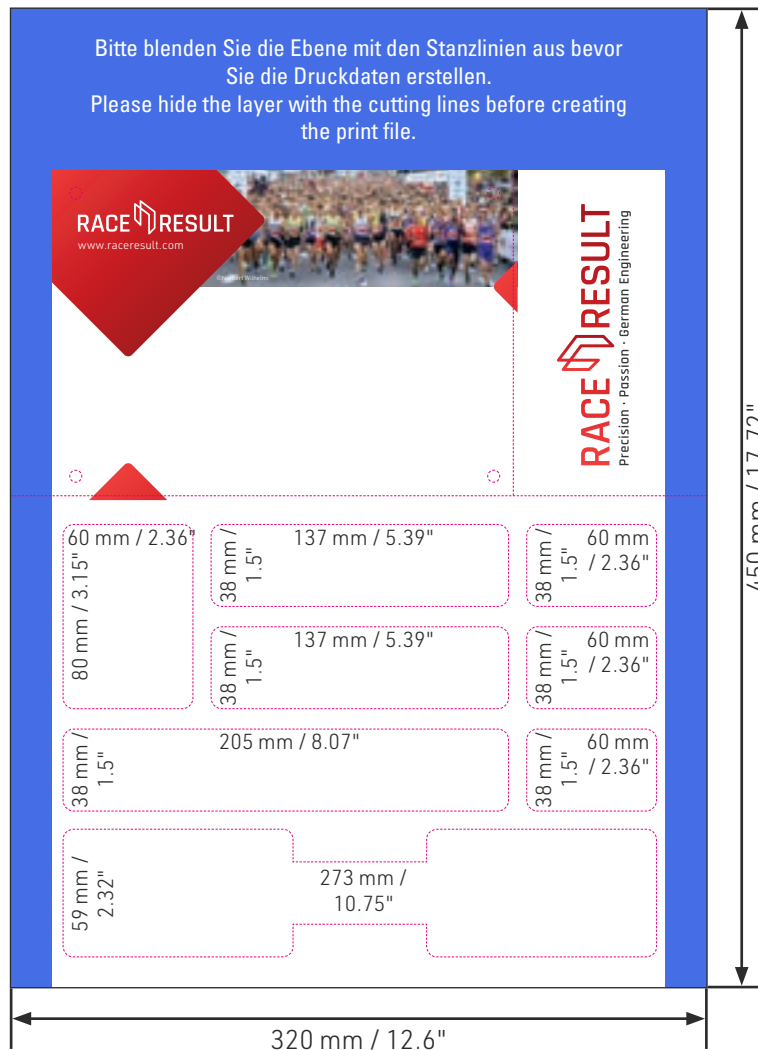 Bitte blenden Sie die Ebene mit den Stanzlinien aus bevor
Sie die Druckdaten erstellen.
Please hide the layer with the cutting lines before creating
the print file.
RACE RESULT
www.raceresult.com
©Norbert Wilhelmi
RACE RESULT
Precision · Passion · German Engineering
450 mm / 17.72"
60 mm / 2.36"
80 mm / 3.15"
137 mm / 5.39"
38 mm /
1.5"
60 mm
/ 2.36"
38 mm /
1.5"
137 mm / 5.39"
38 mm /
1.5"
60 mm
/ 2.36"
38 mm /
1.5"
205 mm / 8.07"
38 mm /
1.5"
60 mm
/ 2.36"
38 mm /
1.5"
273 mm /
10.75"
59 mm /
2.32"
320 mm / 12.6"